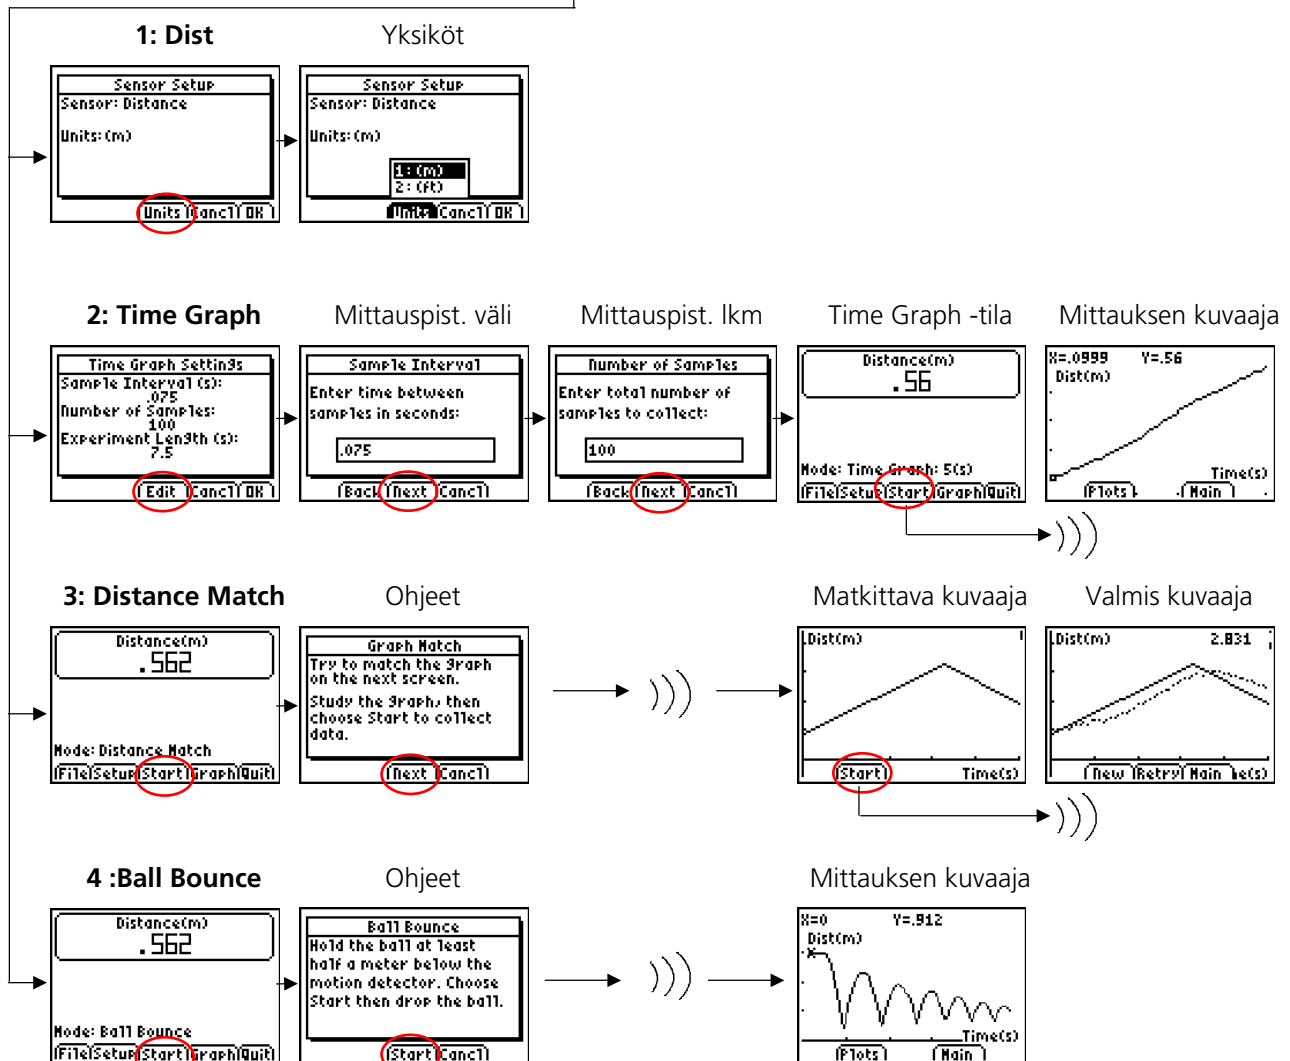 1: Dist
Yksiköt
Sensor Setup
Sensor: Distance
Units: (m)
Units Cancl OK
Sensor Setup
Sensor: Distance
Units: (m)
1: (m)
2: (ft)
Units Cancl OK
2: Time Graph
Mittauspist. väli
Mittauspist. lkm
Time Graph -tila
Mittauksen kuvaaja
Time Graph Settings
Sample Interval (s):
.075
Number of Samples:
100
Experiment Length (s):
7.5
Edit Cancl OK
Sample Interval
Enter time between
samples in seconds:
.075
Back Next Cancl
Number of Samples
Enter total number of
samples to collect:
100
Back Next Cancl
Distance(m)
.56
Mode: Time Graph: 5(s)
File Setup Start Graph Quit
X=.0999 Y=.56
Dist(m)
Time(s)
Plots Main
3: Distance Match
Ohjeet
Matkittava kuvaaja
Valmis kuvaaja
Distance(m)
.562
Mode: Distance Match
File Setup Start Graph Quit
Graph Match
Try to match the graph
on the next screen.
Study the graph, then
choose Start to collect
data.
Next Cancl
Dist(m)
Start Time(s)
Dist(m) 2.831
New Retry Main e(s)
4 :Ball Bounce
Ohjeet
Mittauksen kuvaaja
Distance(m)
.562
Mode: Ball Bounce
File Setup Start Graph Quit
Ball Bounce
Hold the ball at least
half a meter below the
motion detector. Choose
Start then drop the ball.
Start Cancl
X=0 Y=.912
Dist(m)
Time(s)
Plots Main